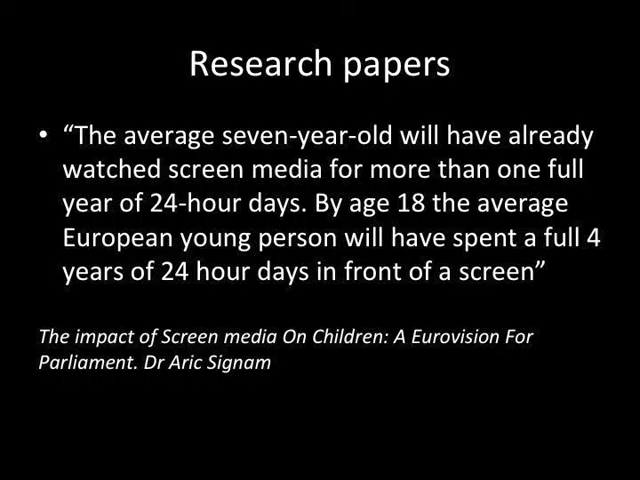 Research papers
• “The average seven-year-old will have already
watched screen media for more than one full
year of 24-hour days. By age 18 the average
European young person will have spent a full 4
years of 24 hour days in front of a screen”
The impact of Screen media On Children: A Eurovision For
Parliament. Dr Aric Signam